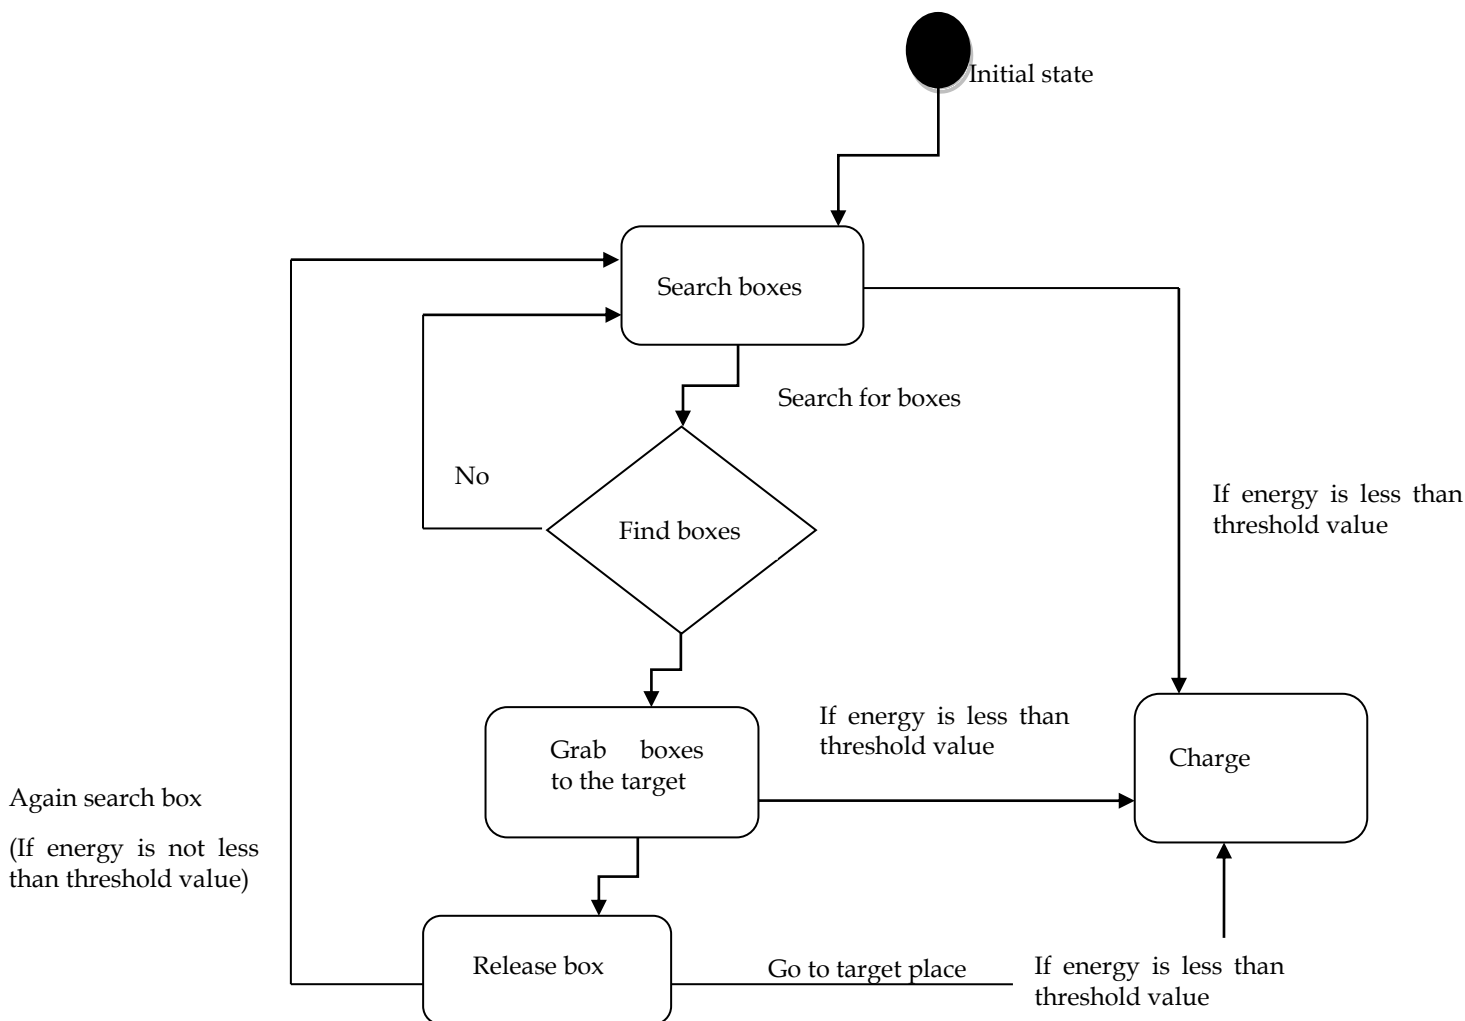 Initial state
Search boxes
Search for boxes
No
Find boxes
If energy is less than
threshold value
If energy is less than
threshold value
Grab boxes
to the target
Charge
Again search box
(If energy is not less
than threshold value)
Release box
Go to target place
If energy is less than
threshold value